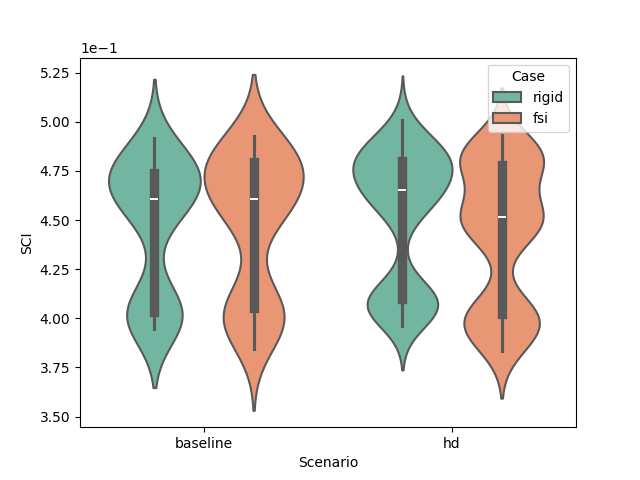 1e−1
Case
rigid
fsi
5.25
5.00
4.75
4.50
4.25
4.00
3.75
3.50
SCI
baseline
hd
Scenario